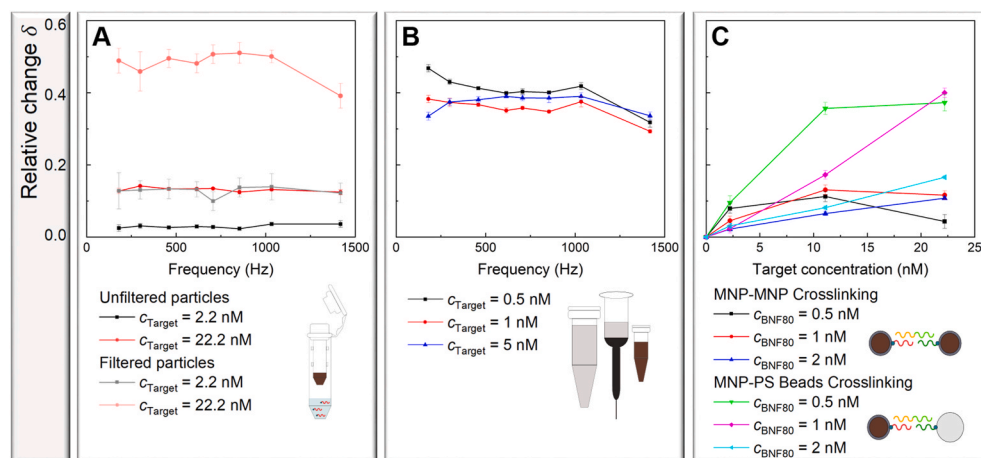 Relative change δ
0.6
0.4
0.2
0.0
A
0 500 1000 1500
Frequency (Hz)
Unfiltered particles
cTarget = 2.2 nM
cTarget = 22.2 nM
Filtered particles
cTarget = 2.2 nM
cTarget = 22.2 nM
B
0 500 1000 1500
Frequency (Hz)
cTarget = 0.5 nM
cTarget = 1 nM
cTarget = 5 nM
C
0 5 10 15 20 25
Target concentration (nM)
MNP-MNP Crosslinking
cBNF80 = 0.5 nM
cBNF80 = 1 nM
cBNF80 = 2 nM
MNP-PS Beads Crosslinking
cBNF80 = 0.5 nM
cBNF80 = 1 nM
cBNF80 = 2 nM